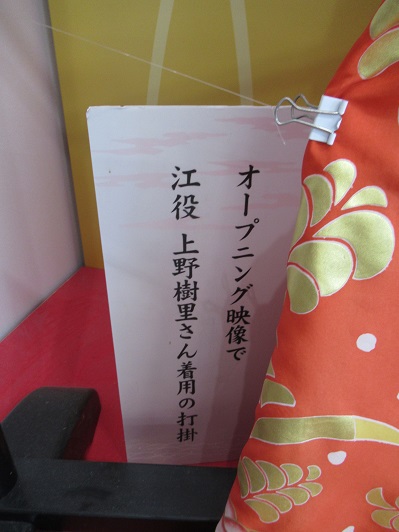 オープニング映像で
江役 上野樹里さん着用の打掛